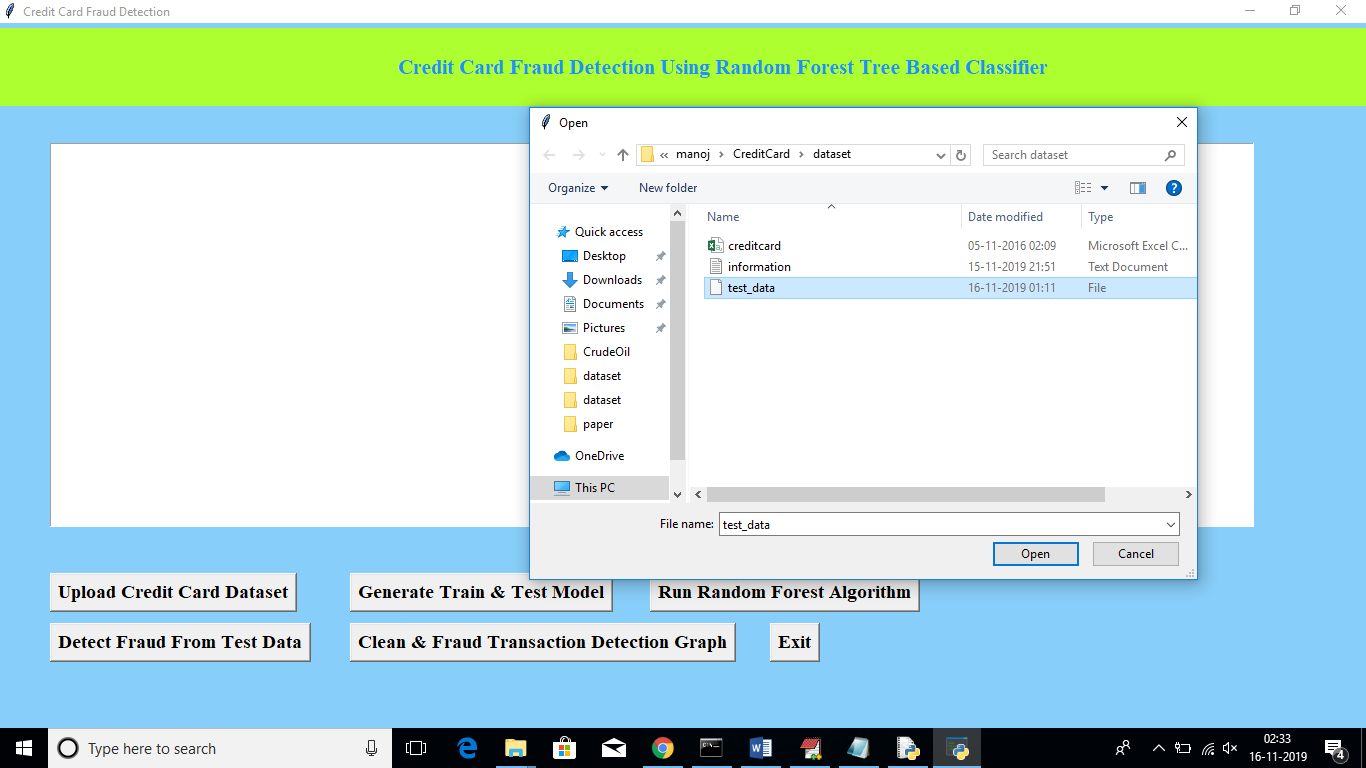 Credit Card Fraud Detection
Credit Card Fraud Detection Using Random Forest Tree Based Classifier
Open
« manoj › CreditCard › dataset
Search dataset
Organize
New folder
Quick access
Desktop
Downloads
Documents
Pictures
CrudeOil
dataset
dataset
paper
OneDrive
This PC
Name Date modified Type
creditcard 05-11-2016 02:09 Microsoft Excel C...
information 15-11-2019 21:51 Text Document
test_data 16-11-2019 01:11 File
File name: test_data
Open Cancel
Upload Credit Card Dataset Generate Train & Test Model Run Random Forest Algorithm
Detect Fraud From Test Data Clean & Fraud Transaction Detection Graph Exit
Type here to search
02:33
16-11-2019
4